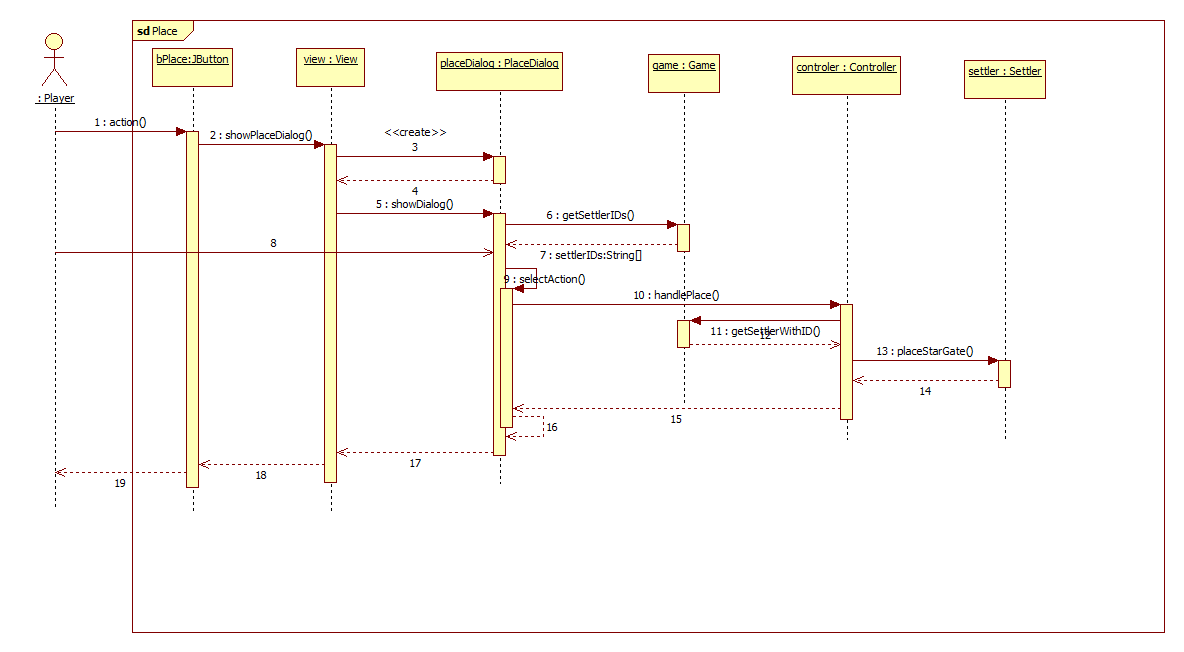 sd Place
bPlace:JButton
view : View
placeDialog : PlaceDialog
game : Game
controler : Controller
settler : Settler
: Player
1 : action()
2 : showPlaceDialog()
<<create>>
3
4
5 : showDialog()
6 : getSettlerIDs()
7 : settlerIDs:String[]
8
9 : selectAction()
10 : handlePlace()
11 : getSettlerWithID()
12
13 : placeStarGate()
14
15
16
17
18
19